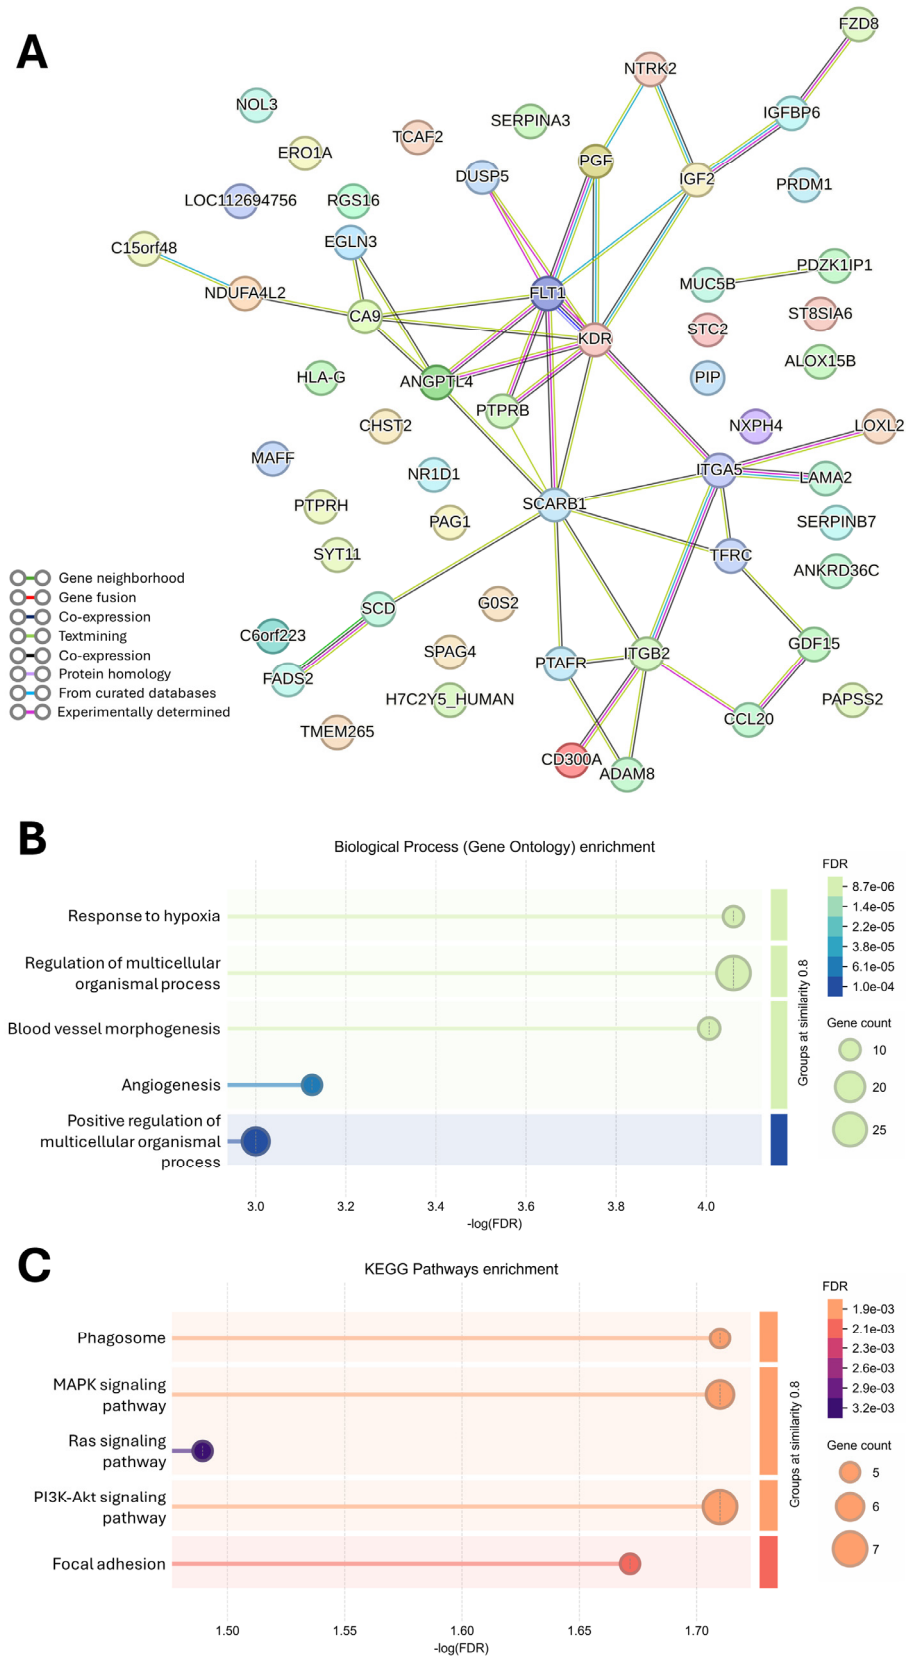 A
FZD8
NTRK2
NOL3
IGFBP6
SERPINA3
TCAF2
ERO1A
PGF
DUSP5
IGF2
PRDM1
LOC112694756
RGS16
C15orf48
EGLN3
PDZK1IP1
MUC5B
NDUFA4L2
FLT1
CA9
ST8SIA6
STC2
KDR
ALOX15B
HLA-G
ANGPTL4
PIP
PTPRB
CHST2
NXPH4
LOXL2
MAFF
NR1D1
ITGA5
LAMA2
PTPRH
SCARB1
PAG1
SERPINB7
SYT11
TFRC
ANKRD36C
Gene neighborhood
Gene fusion
Co-expression
Textmining
Co-expression
Protein homology
From curated databases
Experimentally determined
SCD
G0S2
C6orf223
SPAG4
PTAFR
ITGB2
GDF15
FADS2
H7C2Y5_HUMAN
PAPSS2
TMEM265
CCL20
CD300A
ADAM8
B
Biological Process (Gene Ontology) enrichment
Response to hypoxia
Regulation of multicellular
organismal process
Blood vessel morphogenesis
Angiogenesis
Positive regulation of
multicellular organismal
process
3.0 3.2 3.4 3.6 3.8 4.0
-log(FDR)
Groups at similarity 0.8
FDR
8.7e-06
1.4e-05
2.2e-05
3.8e-05
6.1e-05
1.0e-04
Gene count
10
20
25
C
KEGG Pathways enrichment
Phagosome
MAPK signaling
pathway
Ras signaling
pathway
PI3K-Akt signaling
pathway
Focal adhesion
1.50 1.55 1.60 1.65 1.70
-log(FDR)
Groups at similarity 0.8
FDR
1.9e-03
2.1e-03
2.3e-03
2.6e-03
2.9e-03
3.2e-03
Gene count
5
6
7